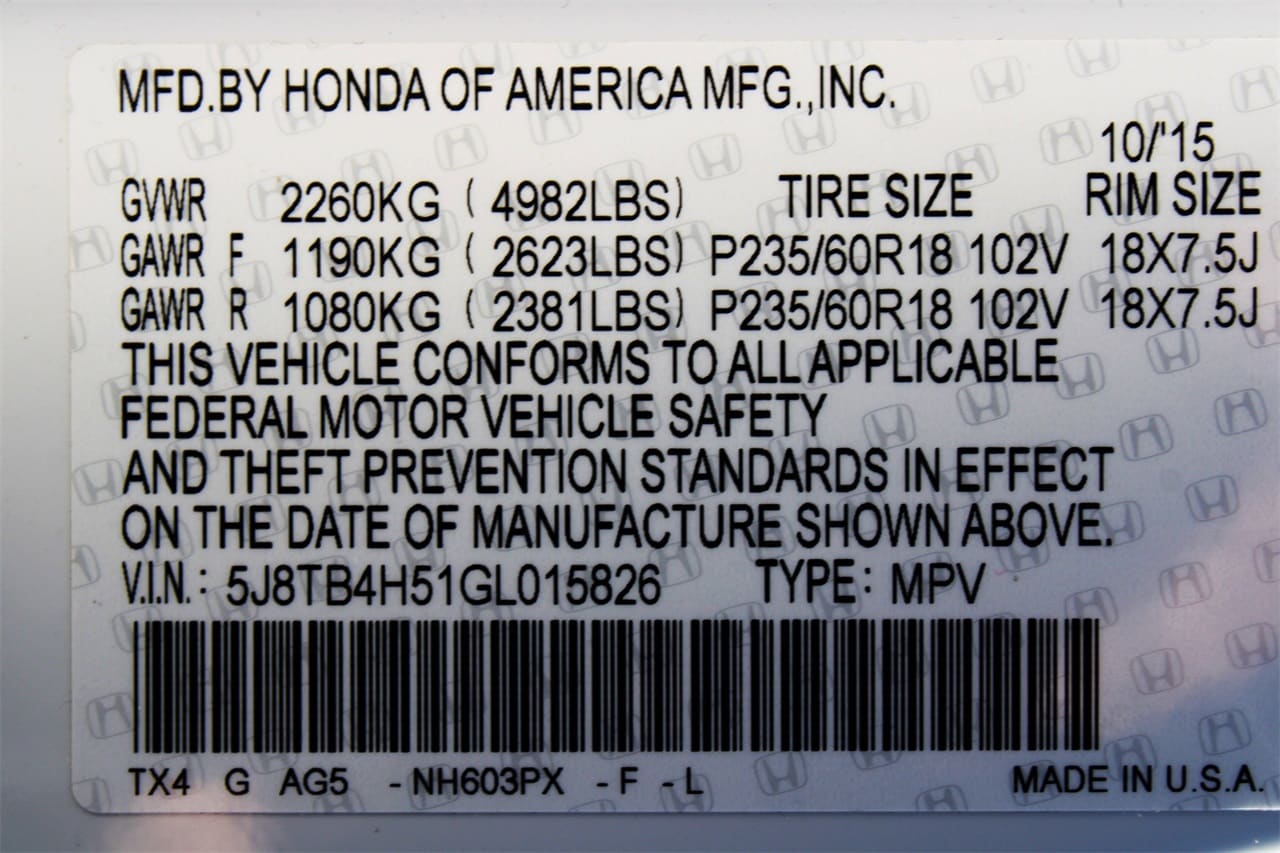 MFD.BY HONDA OF AMERICA MFG.,INC.
10/'15
GVWR 2260KG ( 4982LBS) TIRE SIZE RIM SIZE
GAWR F 1190KG ( 2623LBS) P235/60R18 102V 18X7.5J
GAWR R 1080KG ( 2381LBS) P235/60R18 102V 18X7.5J
THIS VEHICLE CONFORMS TO ALL APPLICABLE
FEDERAL MOTOR VEHICLE SAFETY
AND THEFT PREVENTION STANDARDS IN EFFECT
ON THE DATE OF MANUFACTURE SHOWN ABOVE.
V.I.N.: 5J8TB4H51GL015826 TYPE: MPV
TX4 G AG5 -NH603PX -F -L MADE IN U.S.A.